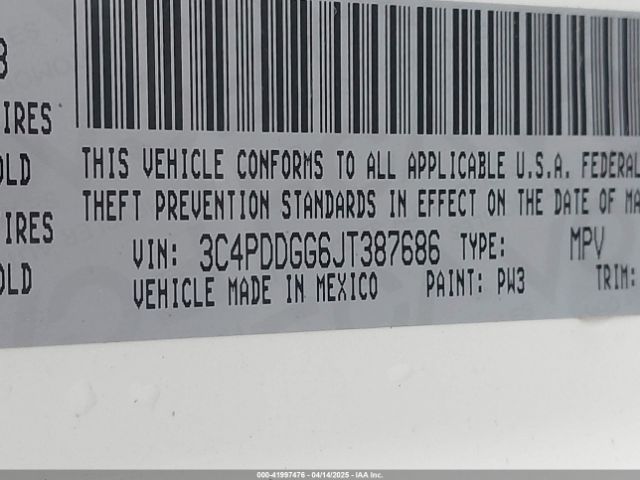 8
IRES
OLD
IRES
OLD
THIS VEHICLE CONFORMS TO ALL APPLICABLE U.S.A. FEDERAL
THEFT PREVENTION STANDARDS IN EFFECT ON THE DATE OF MA
VIN: 3C4PDDGG6JT387686 TYPE: MPV
VEHICLE MADE IN MEXICO PAINT: PW3 TRIM:
000-41997476 - 04/14/2025 - IAA Inc.